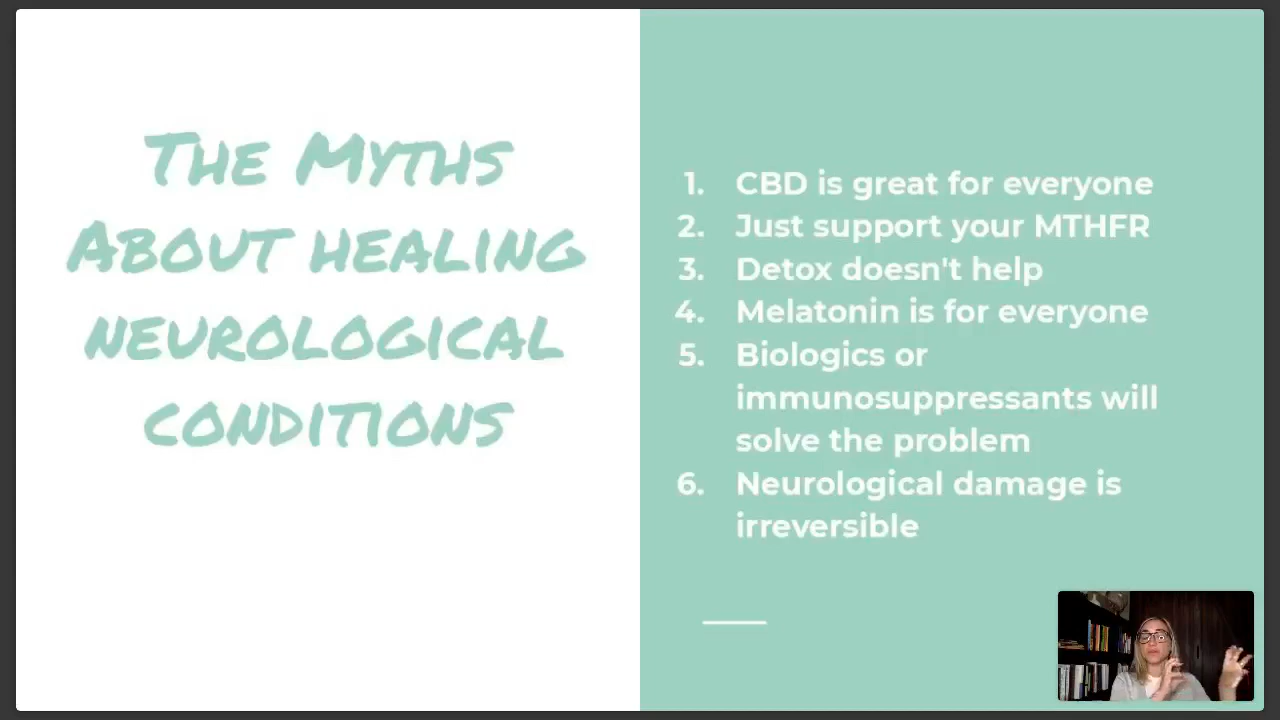 The Myths
About healing
neurological
conditions
1. CBD is great for everyone
2. Just support your MTHFR
3. Detox doesn't help
4. Melatonin is for everyone
5. Biologics or
immunosuppressants will
solve the problem
6. Neurological damage is
irreversible